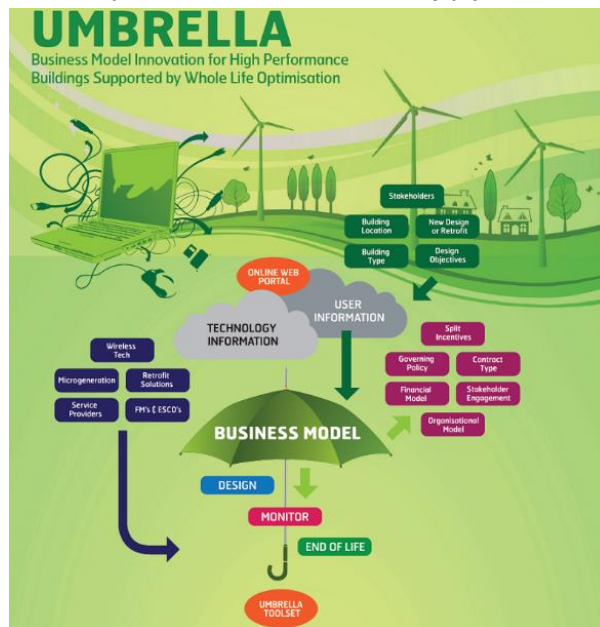 UMBRELLA
Business Model Innovation for High Performance
Buildings Supported by Whole Life Optimisation
Stakeholders
Building
Location
New Design
or Retrofit
Building
Type
Design
Objectives
ONLINE WEB
PORTAL
USER
INFORMATION
TECHNOLOGY
INFORMATION
Split
Incentives
Wireless
Tech
Governing
Policy
Contract
Type
Microgeneration
Retrofit
Solutions
Financial
Model
Stakeholder
Engagement
Service
Providers
FM's & ESCO's
Organisational
Model
BUSINESS MODEL
DESIGN
MONITOR
END OF LIFE
UMBRELLA
TOOLSET